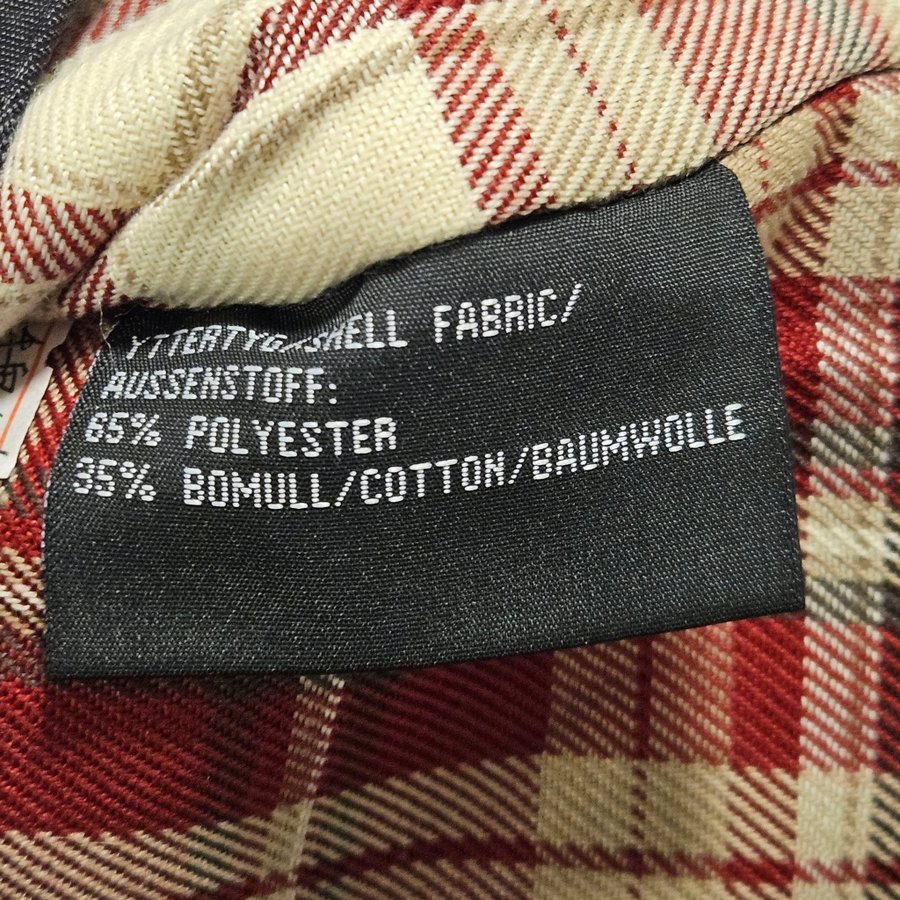 YTTERTYG/SHELL FABRIC/
AUSSENSTOFF:
65% POLYESTER
35% BOMULL/COTTON/BAUMWOLLE